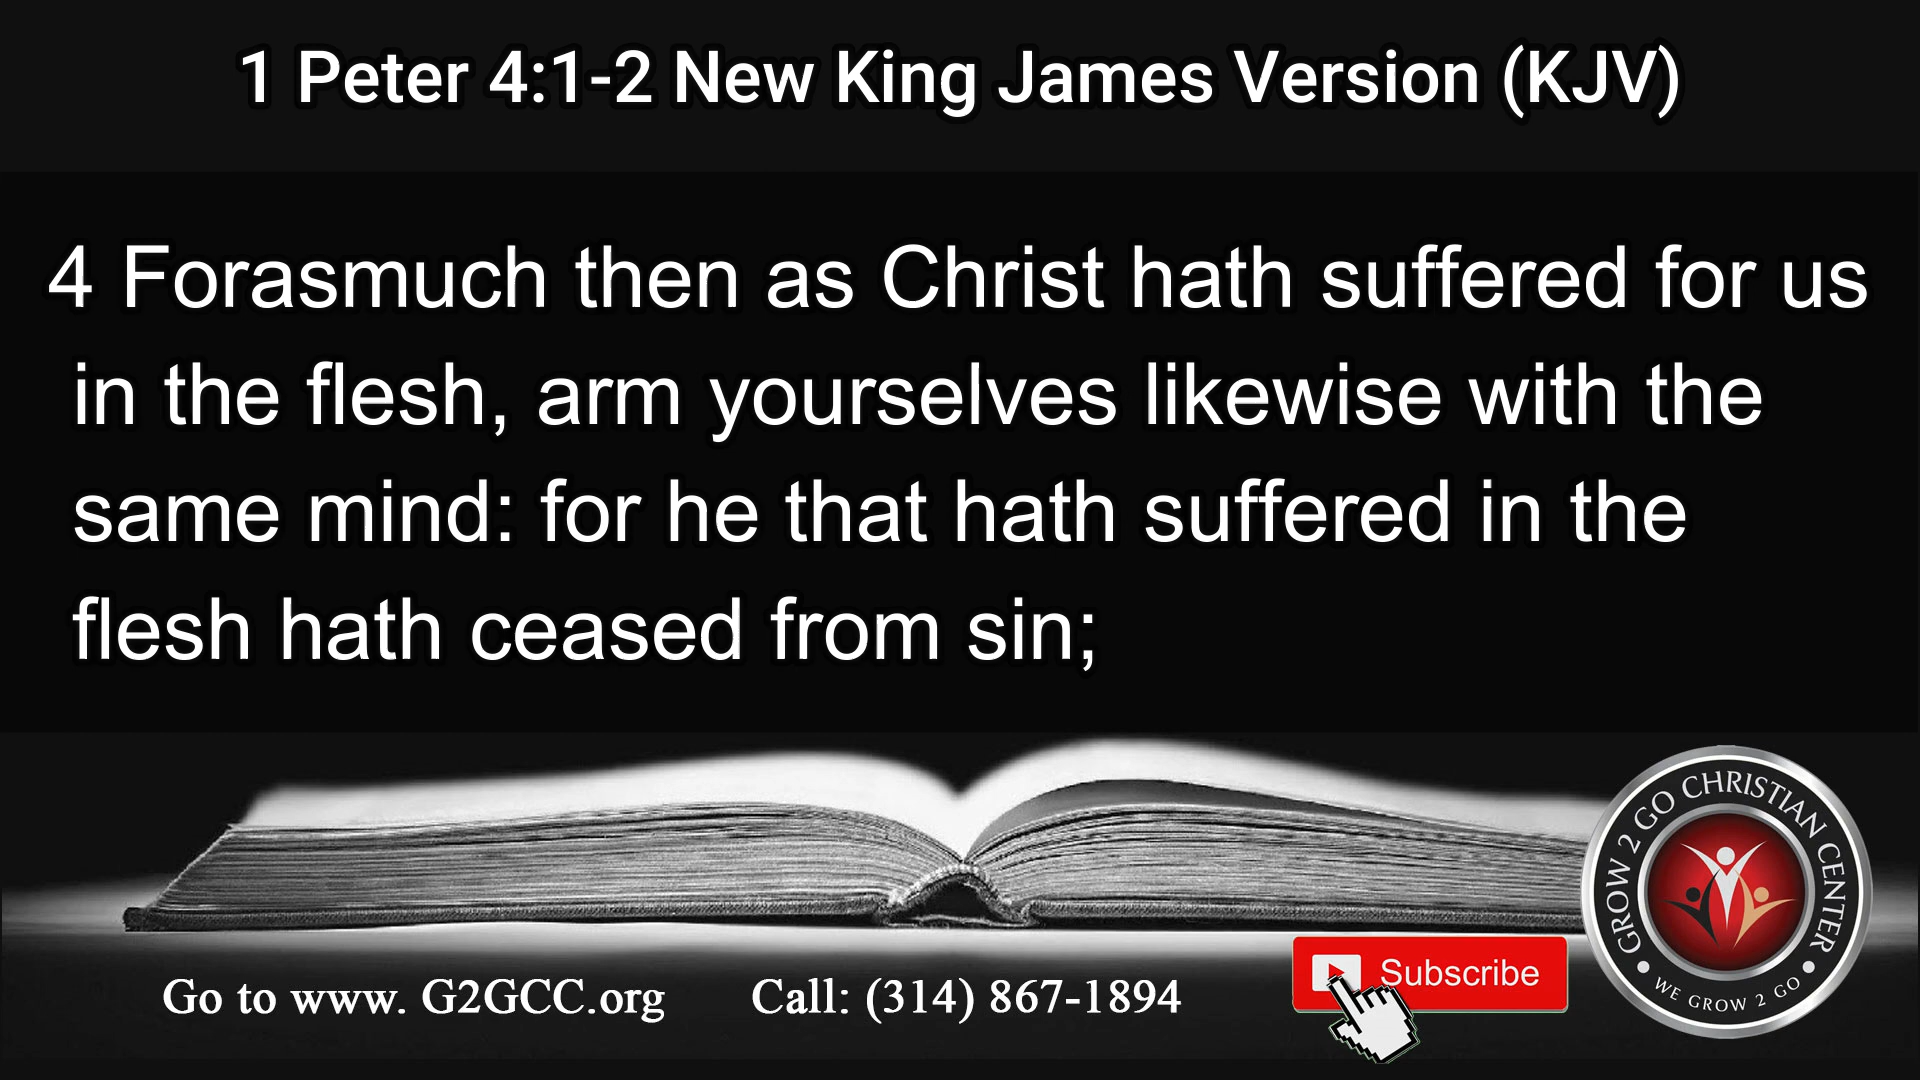 1 Peter 4:1-2 New King James Version (KJV)
4 Forasmuch then as Christ hath suffered for us
in the flesh, arm yourselves likewise with the
same mind: for he that hath suffered in the
flesh hath ceased from sin;
Go to www. G2GCC.org
Call: (314) 867-1894
Subscribe
GROW 2 GO CHRISTIAN CENTER
WE GROW 2 GO